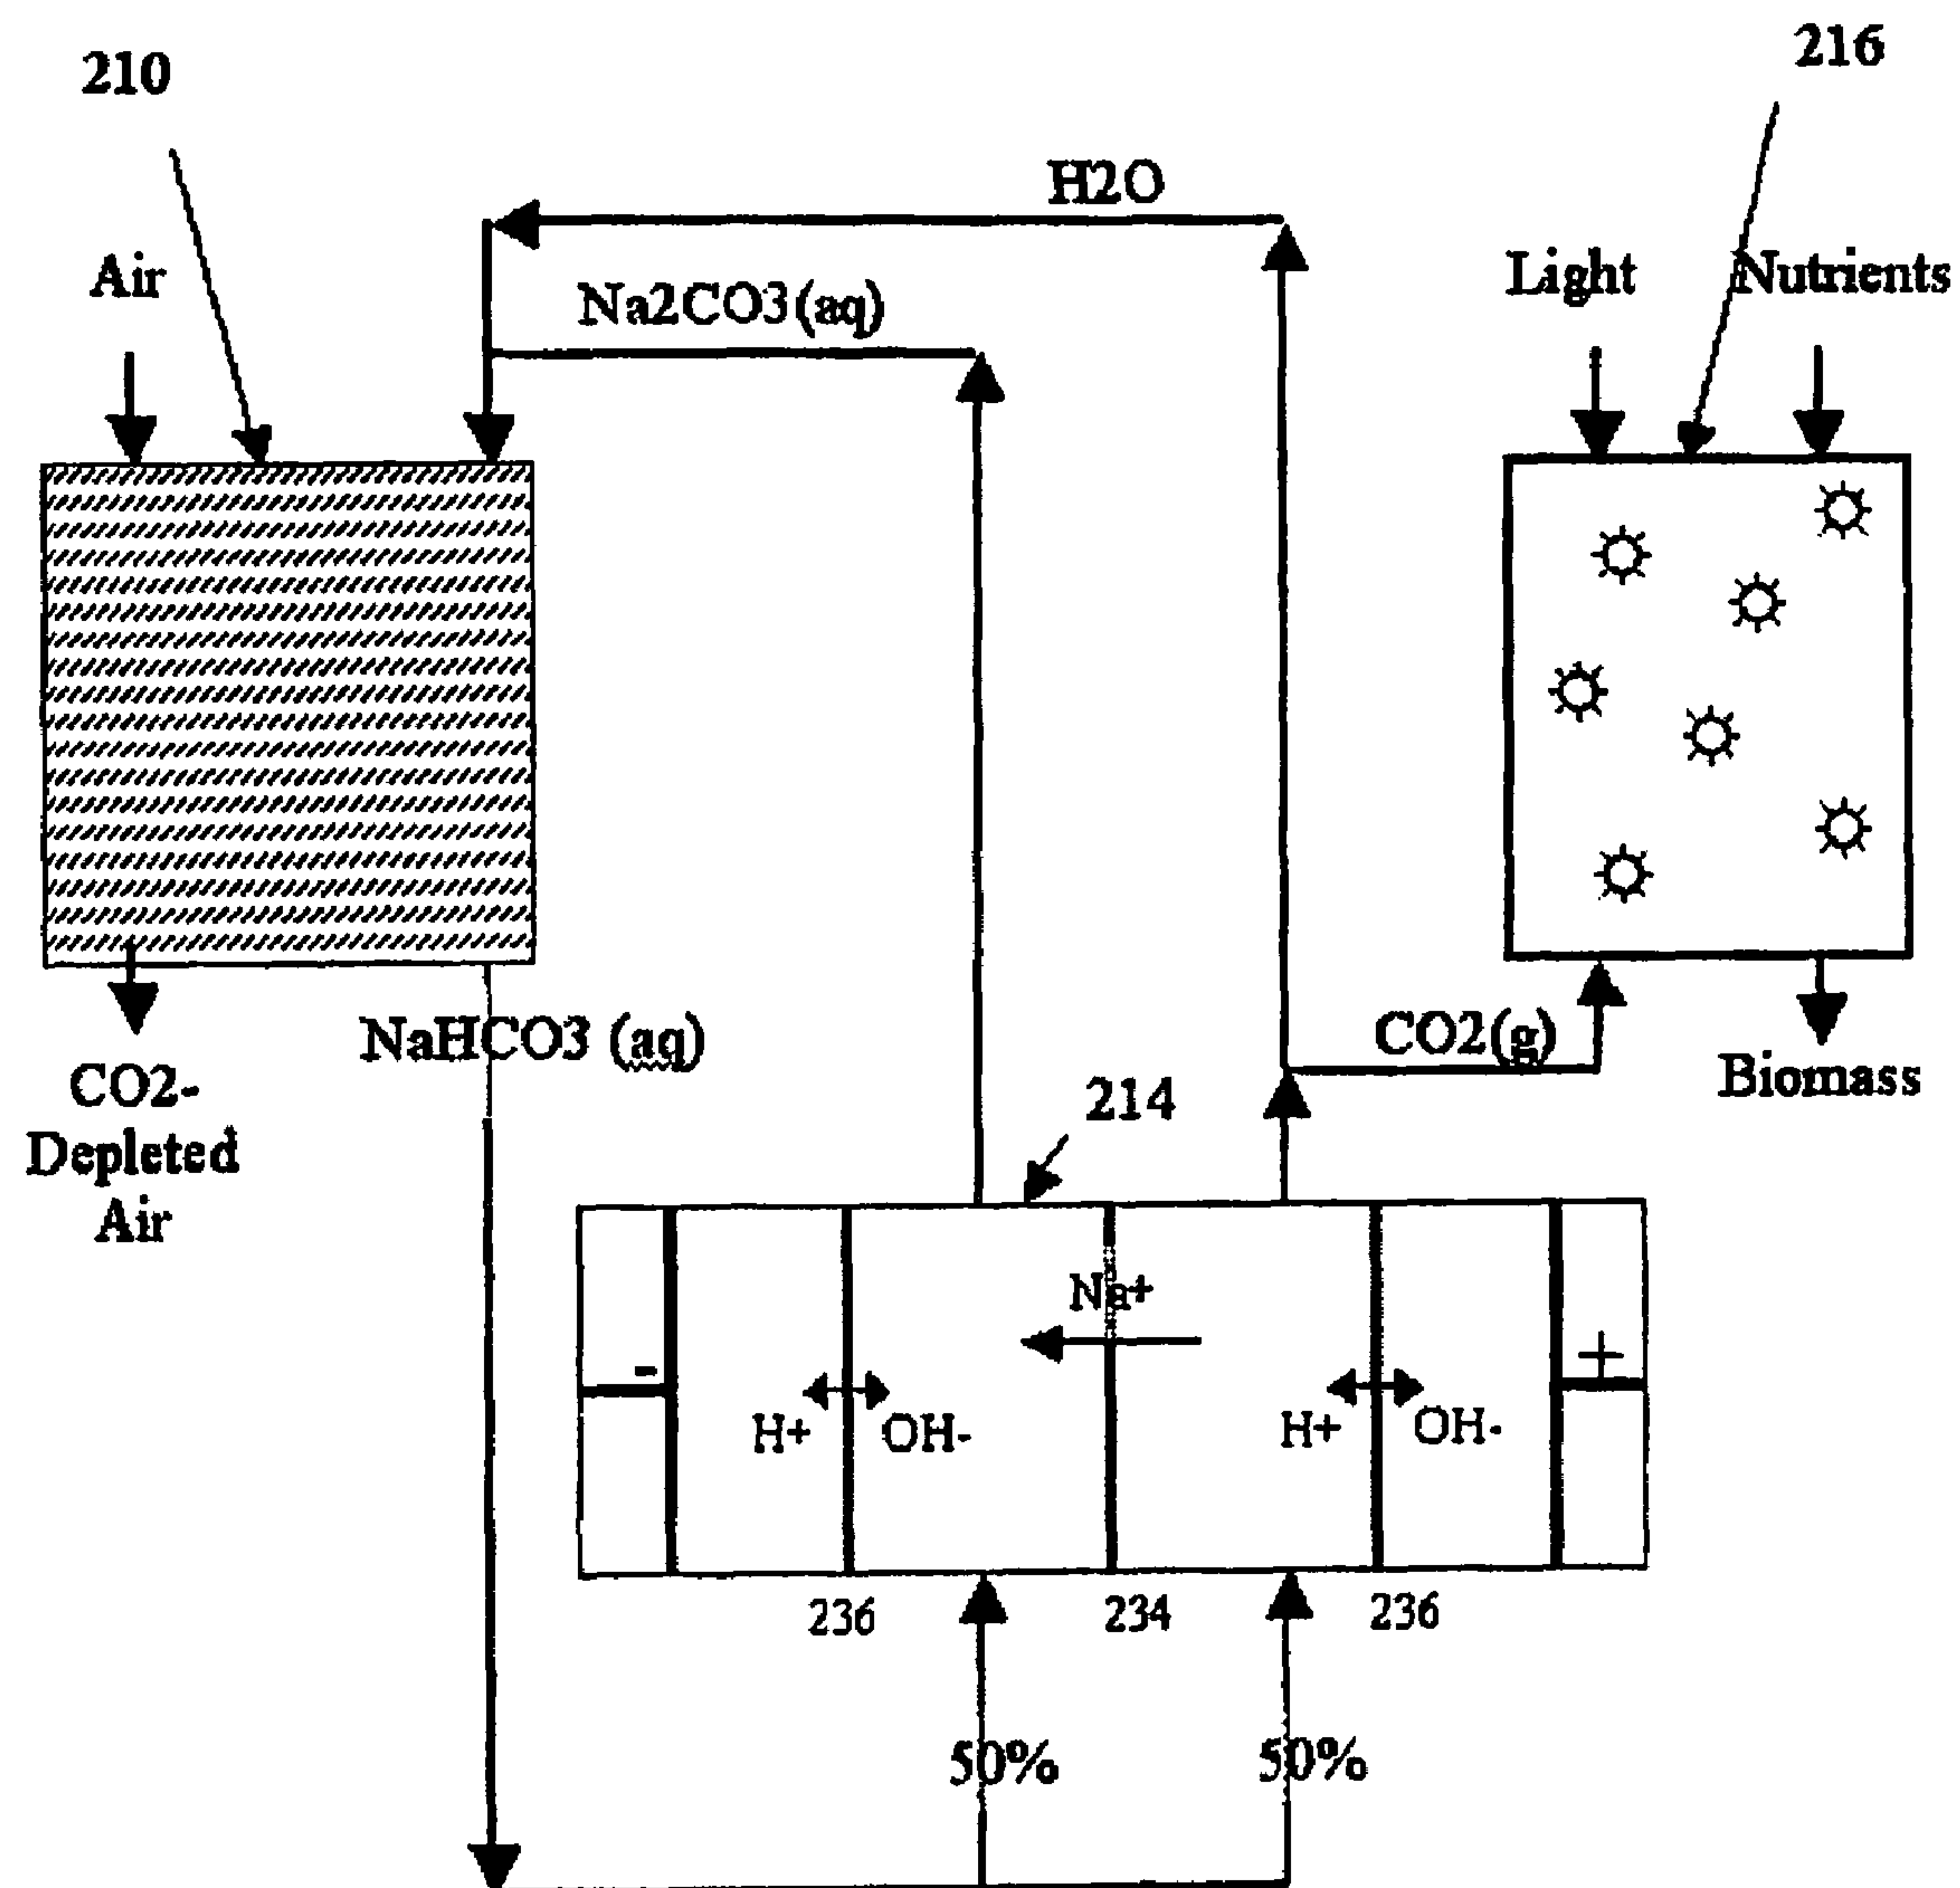 210
216
H2O
Air
Na2CO3(aq)
Light
Nutrients
NaHCO3 (aq)
CO2(g)
CO2-
Depleted
Air
Biomass
214
Na+
-
+
H+
OH-
H+
OH-
236
234
236
50%
50%